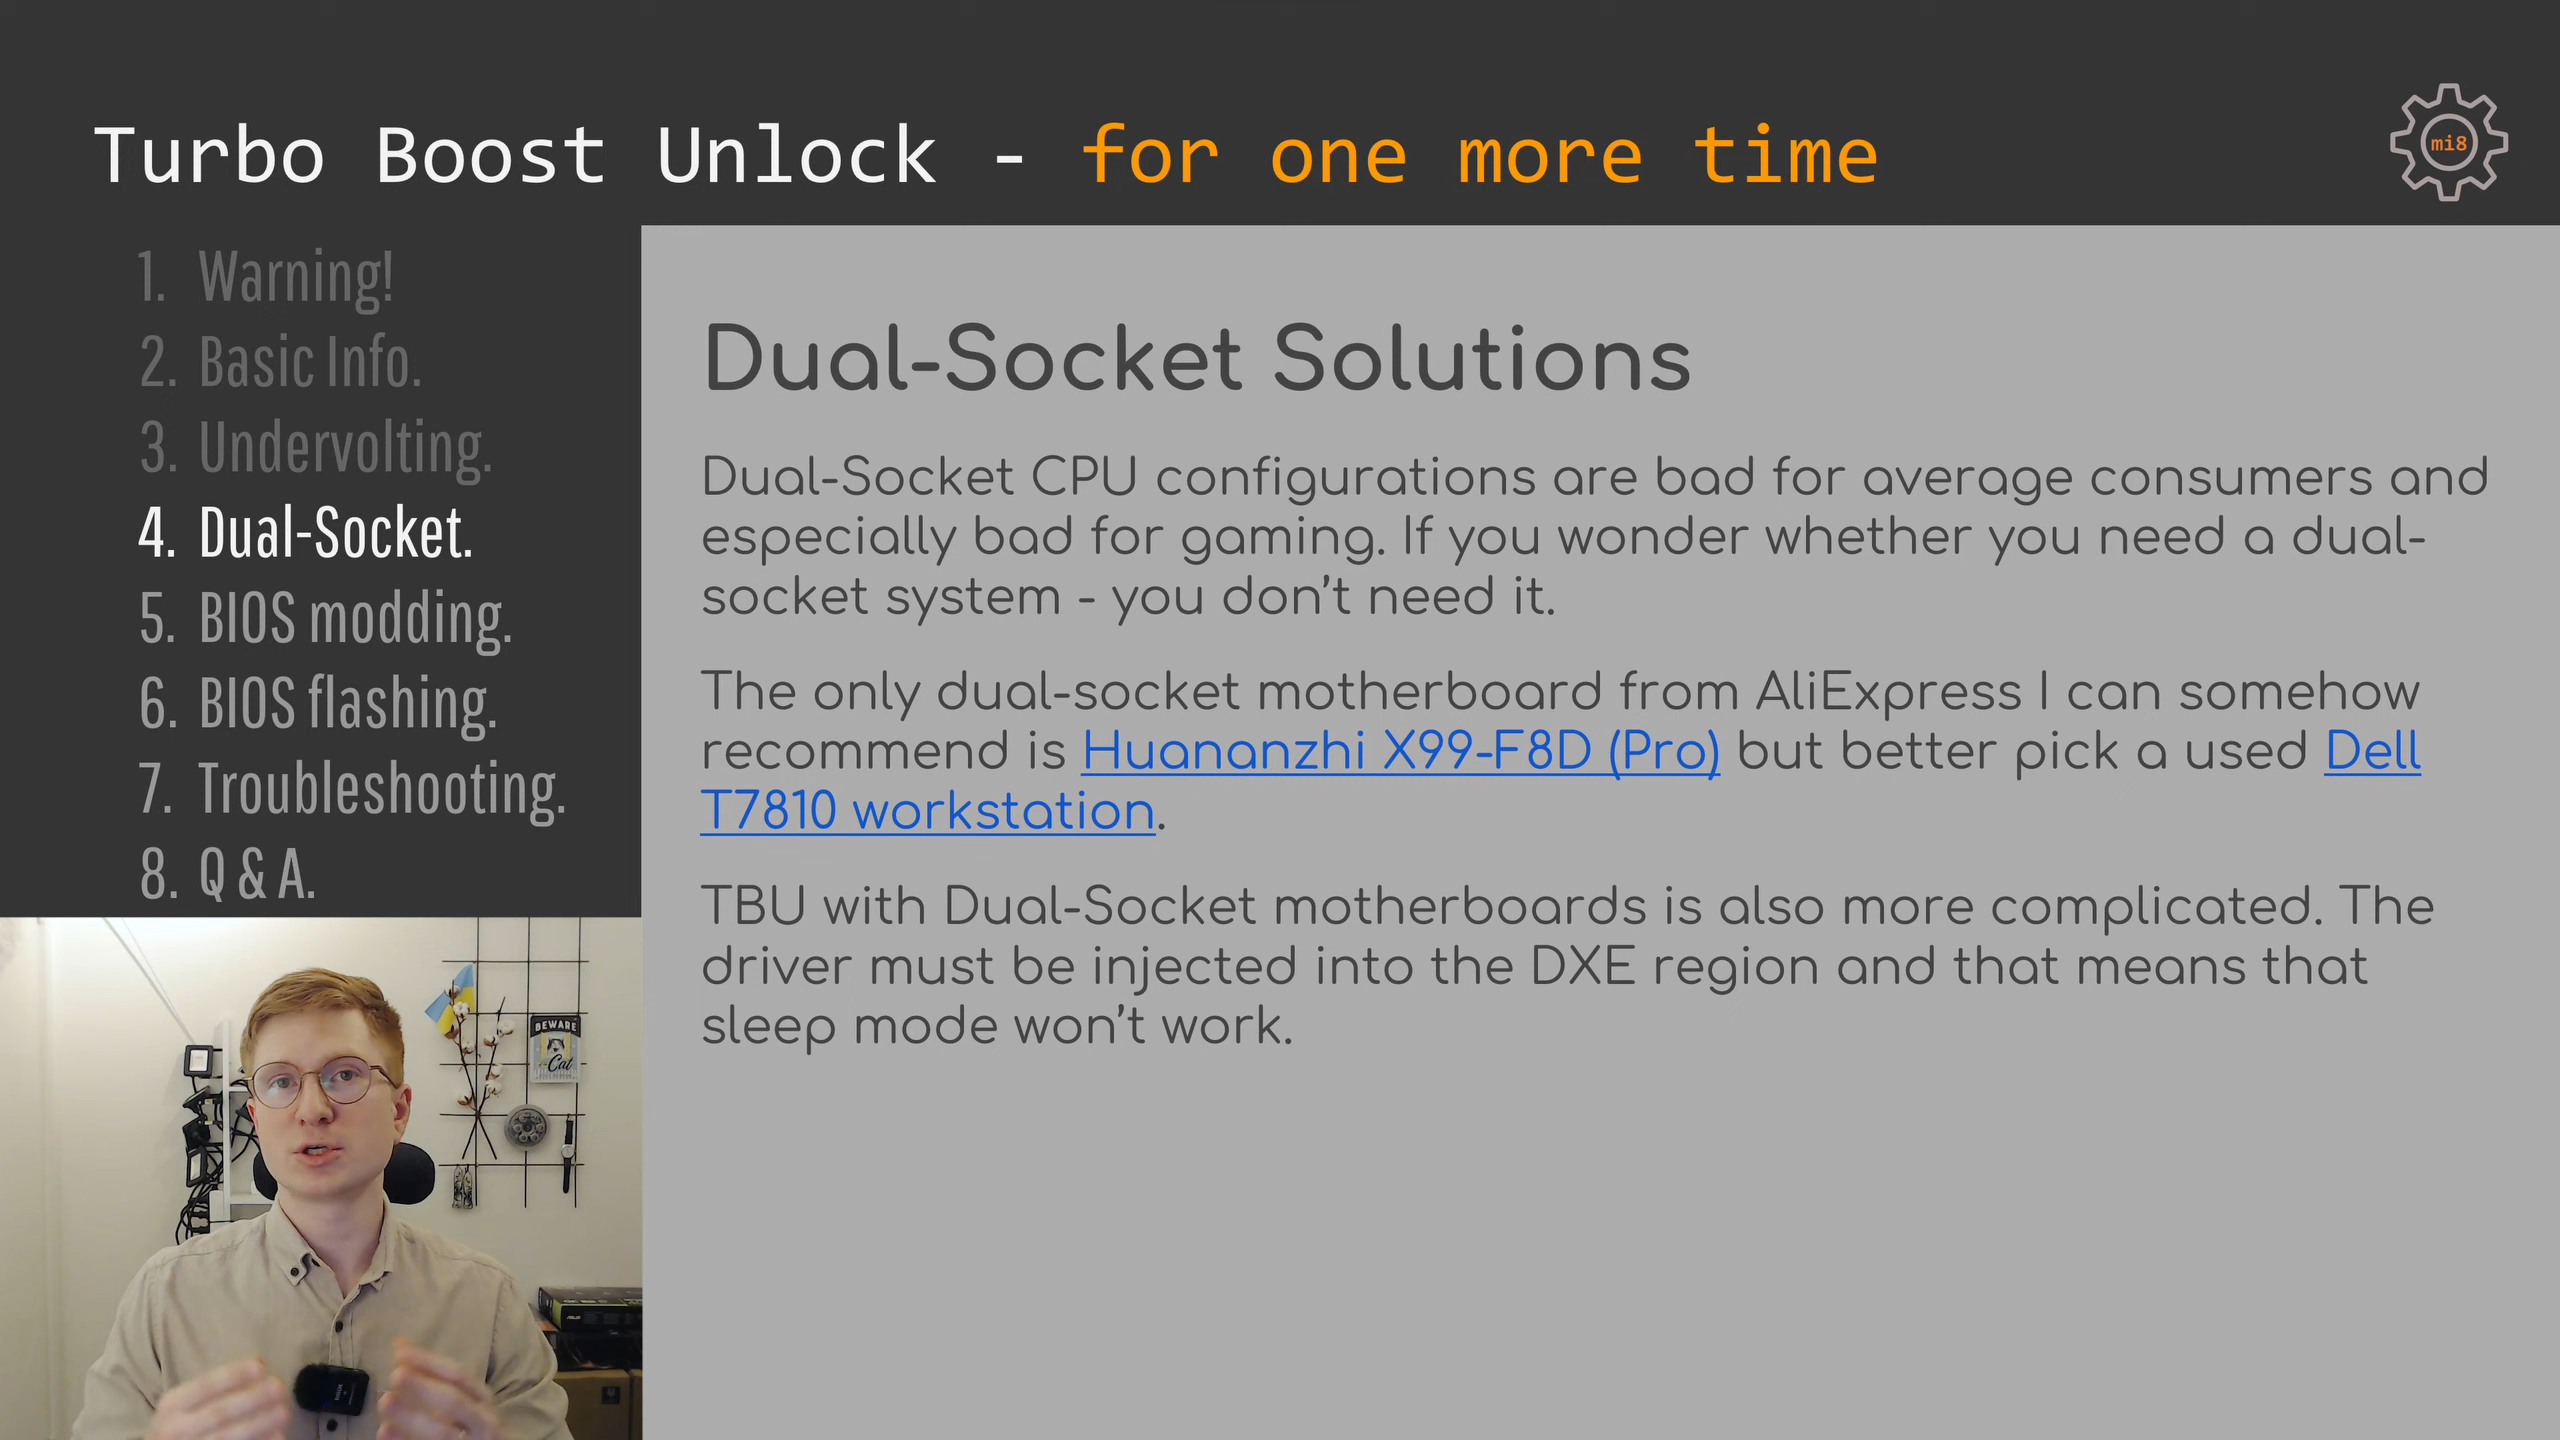 Turbo Boost Unlock - for one more time
mi8
1. Warning!
2. Basic Info.
3. Undervolting.
4. Dual-Socket.
5. BIOS modding.
6. BIOS flashing.
7. Troubleshooting.
8. Q & A.
Dual-Socket Solutions
Dual-Socket CPU configurations are bad for average consumers and
especially bad for gaming. If you wonder whether you need a dual-
socket system - you don't need it.
The only dual-socket motherboard from AliExpress I can somehow
recommend is Huananzhi X99-F8D (Pro) but better pick a used Dell
T7810 workstation.
TBU with Dual-Socket motherboards is also more complicated. The
driver must be injected into the DXE region and that means that
sleep mode won't work.
BEWARE
Cat